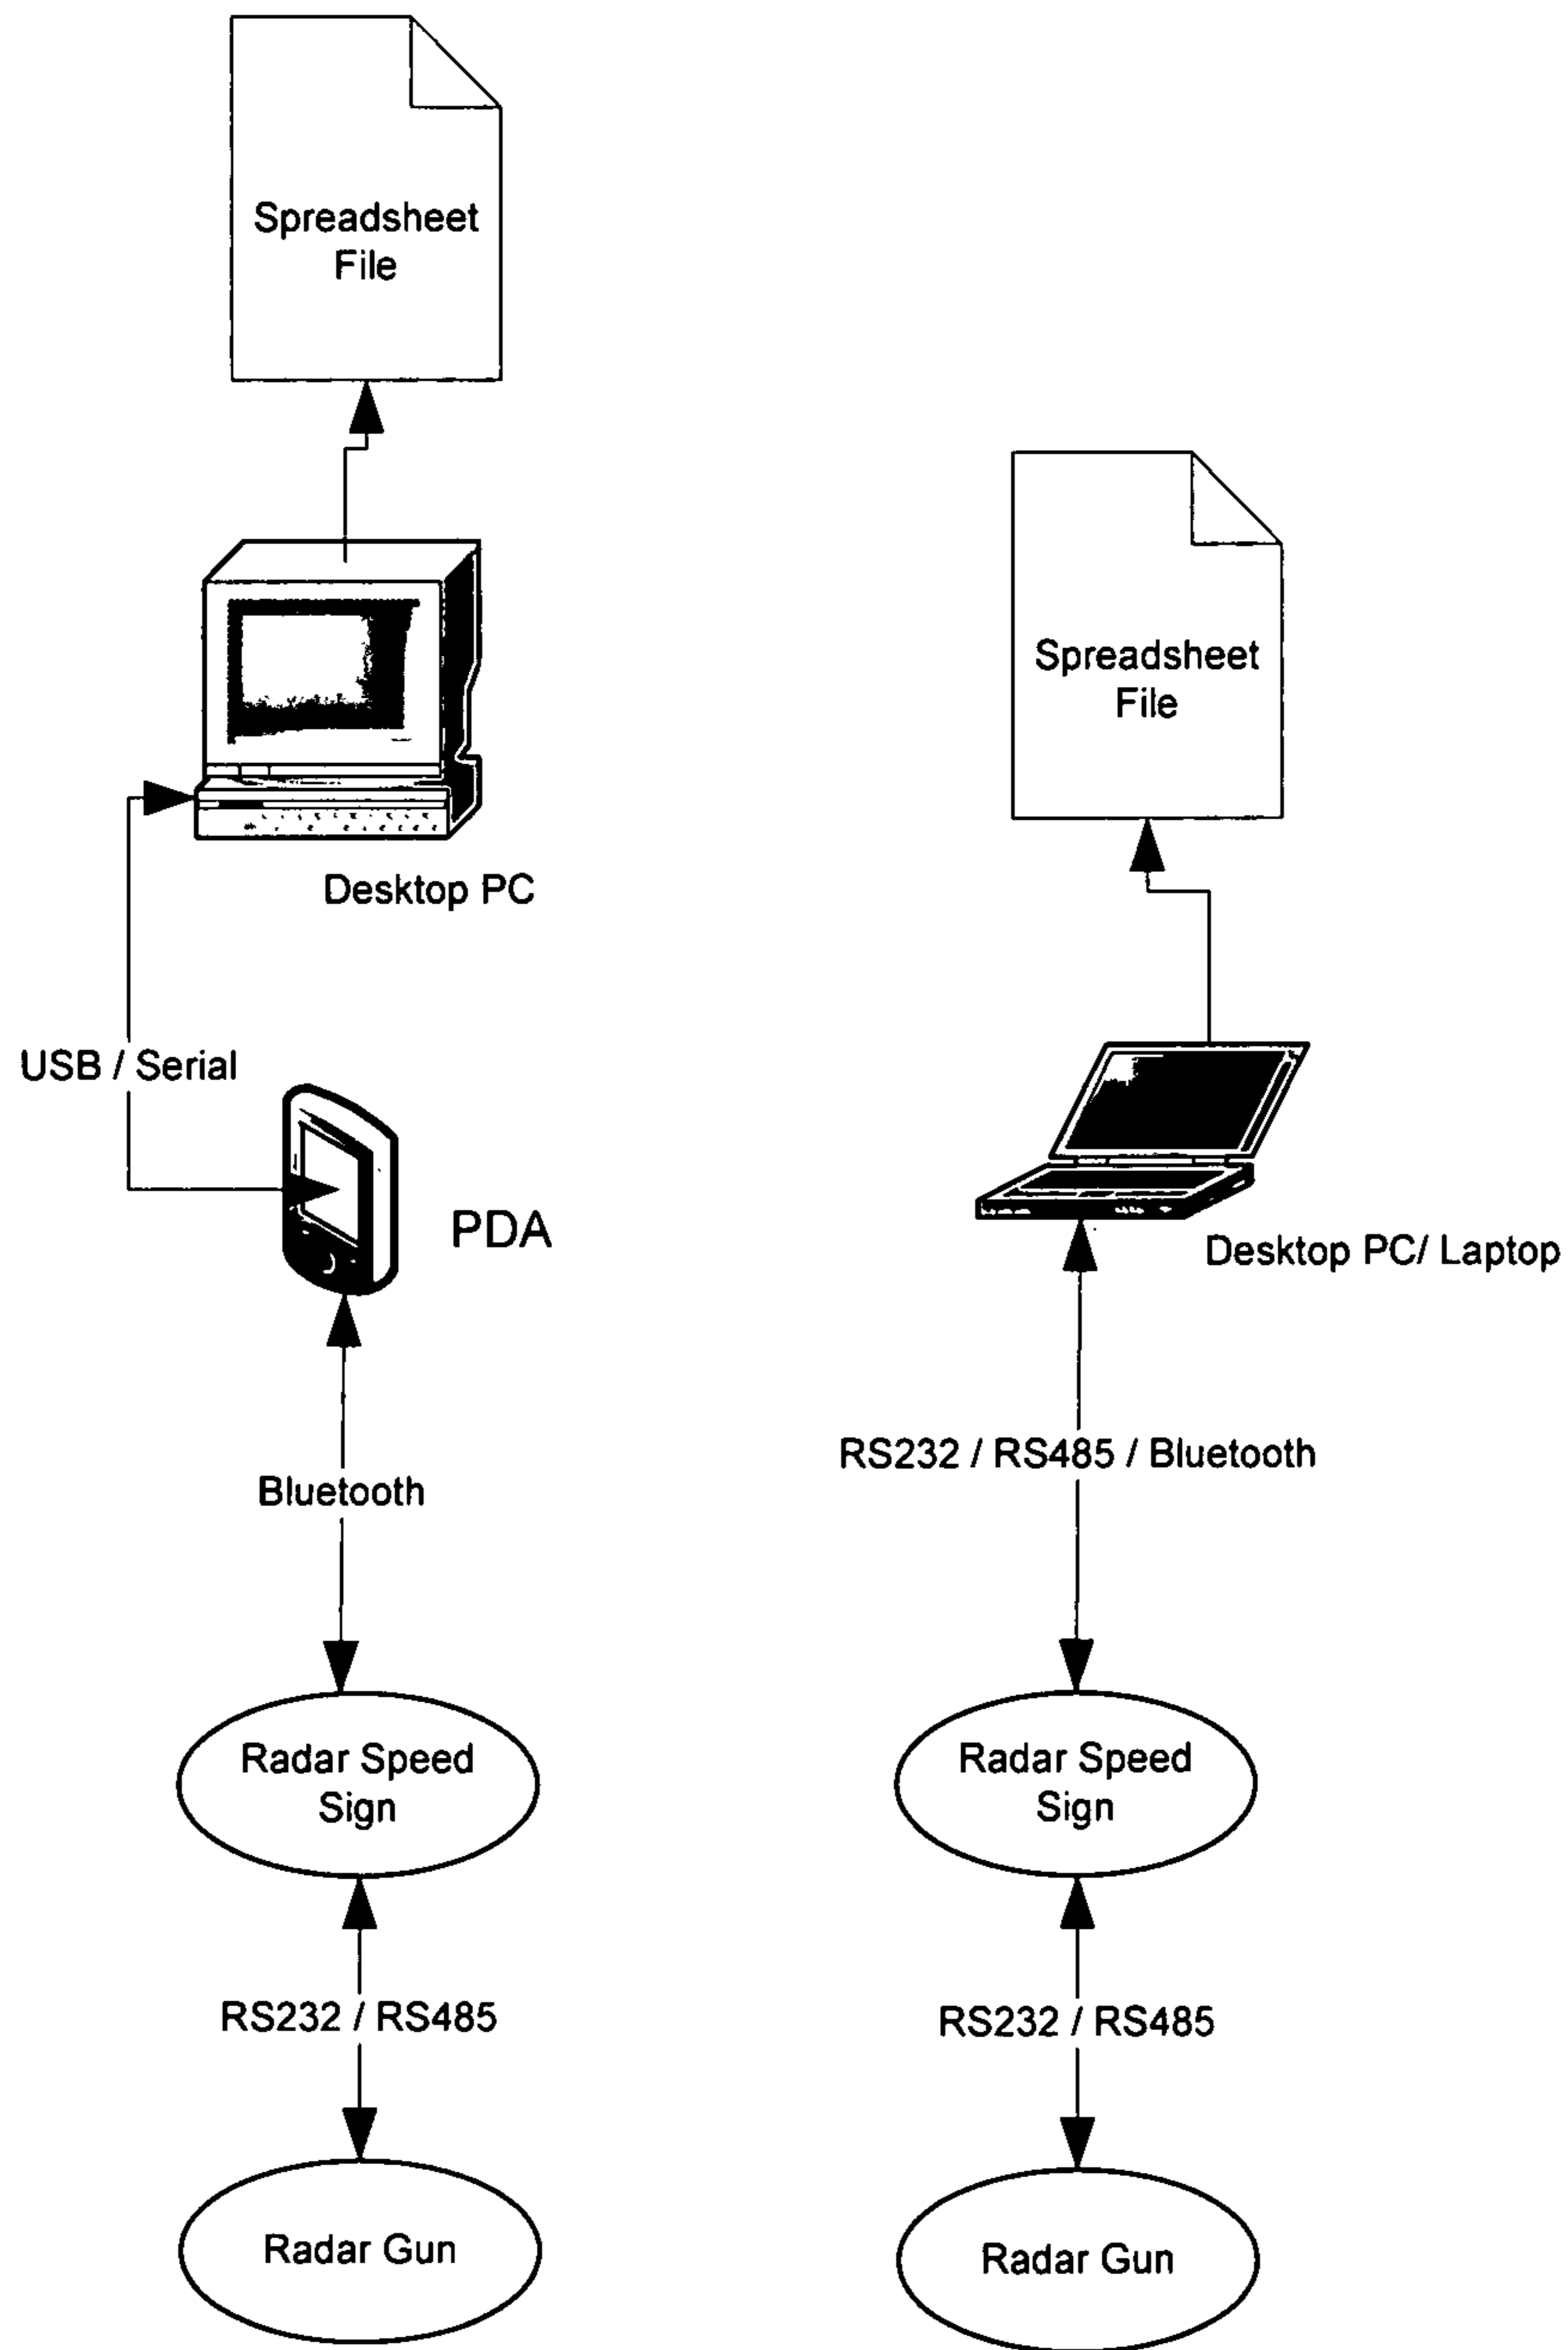 Spreadsheet
File
Desktop PC
USB / Serial
PDA
Bluetooth
Radar Speed
Sign
RS232 / RS485
Radar Gun
Spreadsheet
File
Desktop PC/ Laptop
RS232 / RS485 / Bluetooth
Radar Speed
Sign
RS232 / RS485
Radar Gun